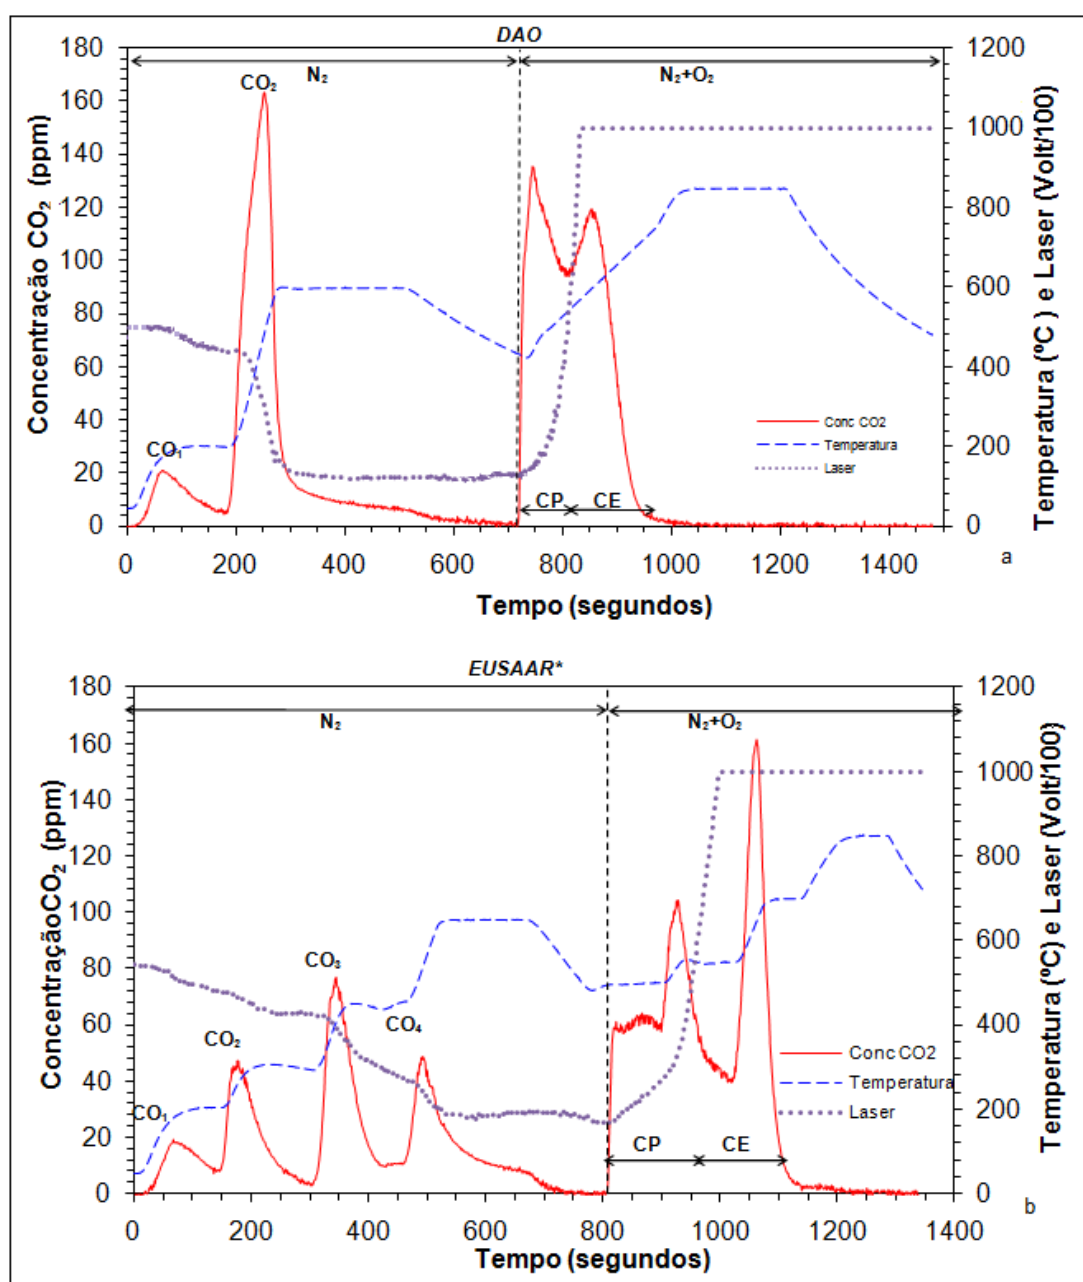 DAO
180 1200
N₂ N₂+O₂
CO₂
160
1000
140
120
800
100
600
80
60
400
40
Conc CO2
CO₁
Temperatura
200
20
Laser
CP CE
0 0
a
0 200 400 600 800 1000 1200 1400
Tempo (segundos)
Concentração CO₂ (ppm)
Temperatura (ºC ) e Laser (Volt/100)
EUSAAR*
180 1200
N₂ N₂+O₂
160
1000
140
120
800
100
CO₃
600
80
CO₄
60
CO₂
400
Conc CO2
40
Temperatura
CO₁
200
Laser
20
CP CE
0 0
b
0 200 400 600 800 1000 1200 1400
Tempo (segundos)
ConcentraçãoCO₂ (ppm)
Temperatura (ºC) e Laser (Volt/100)